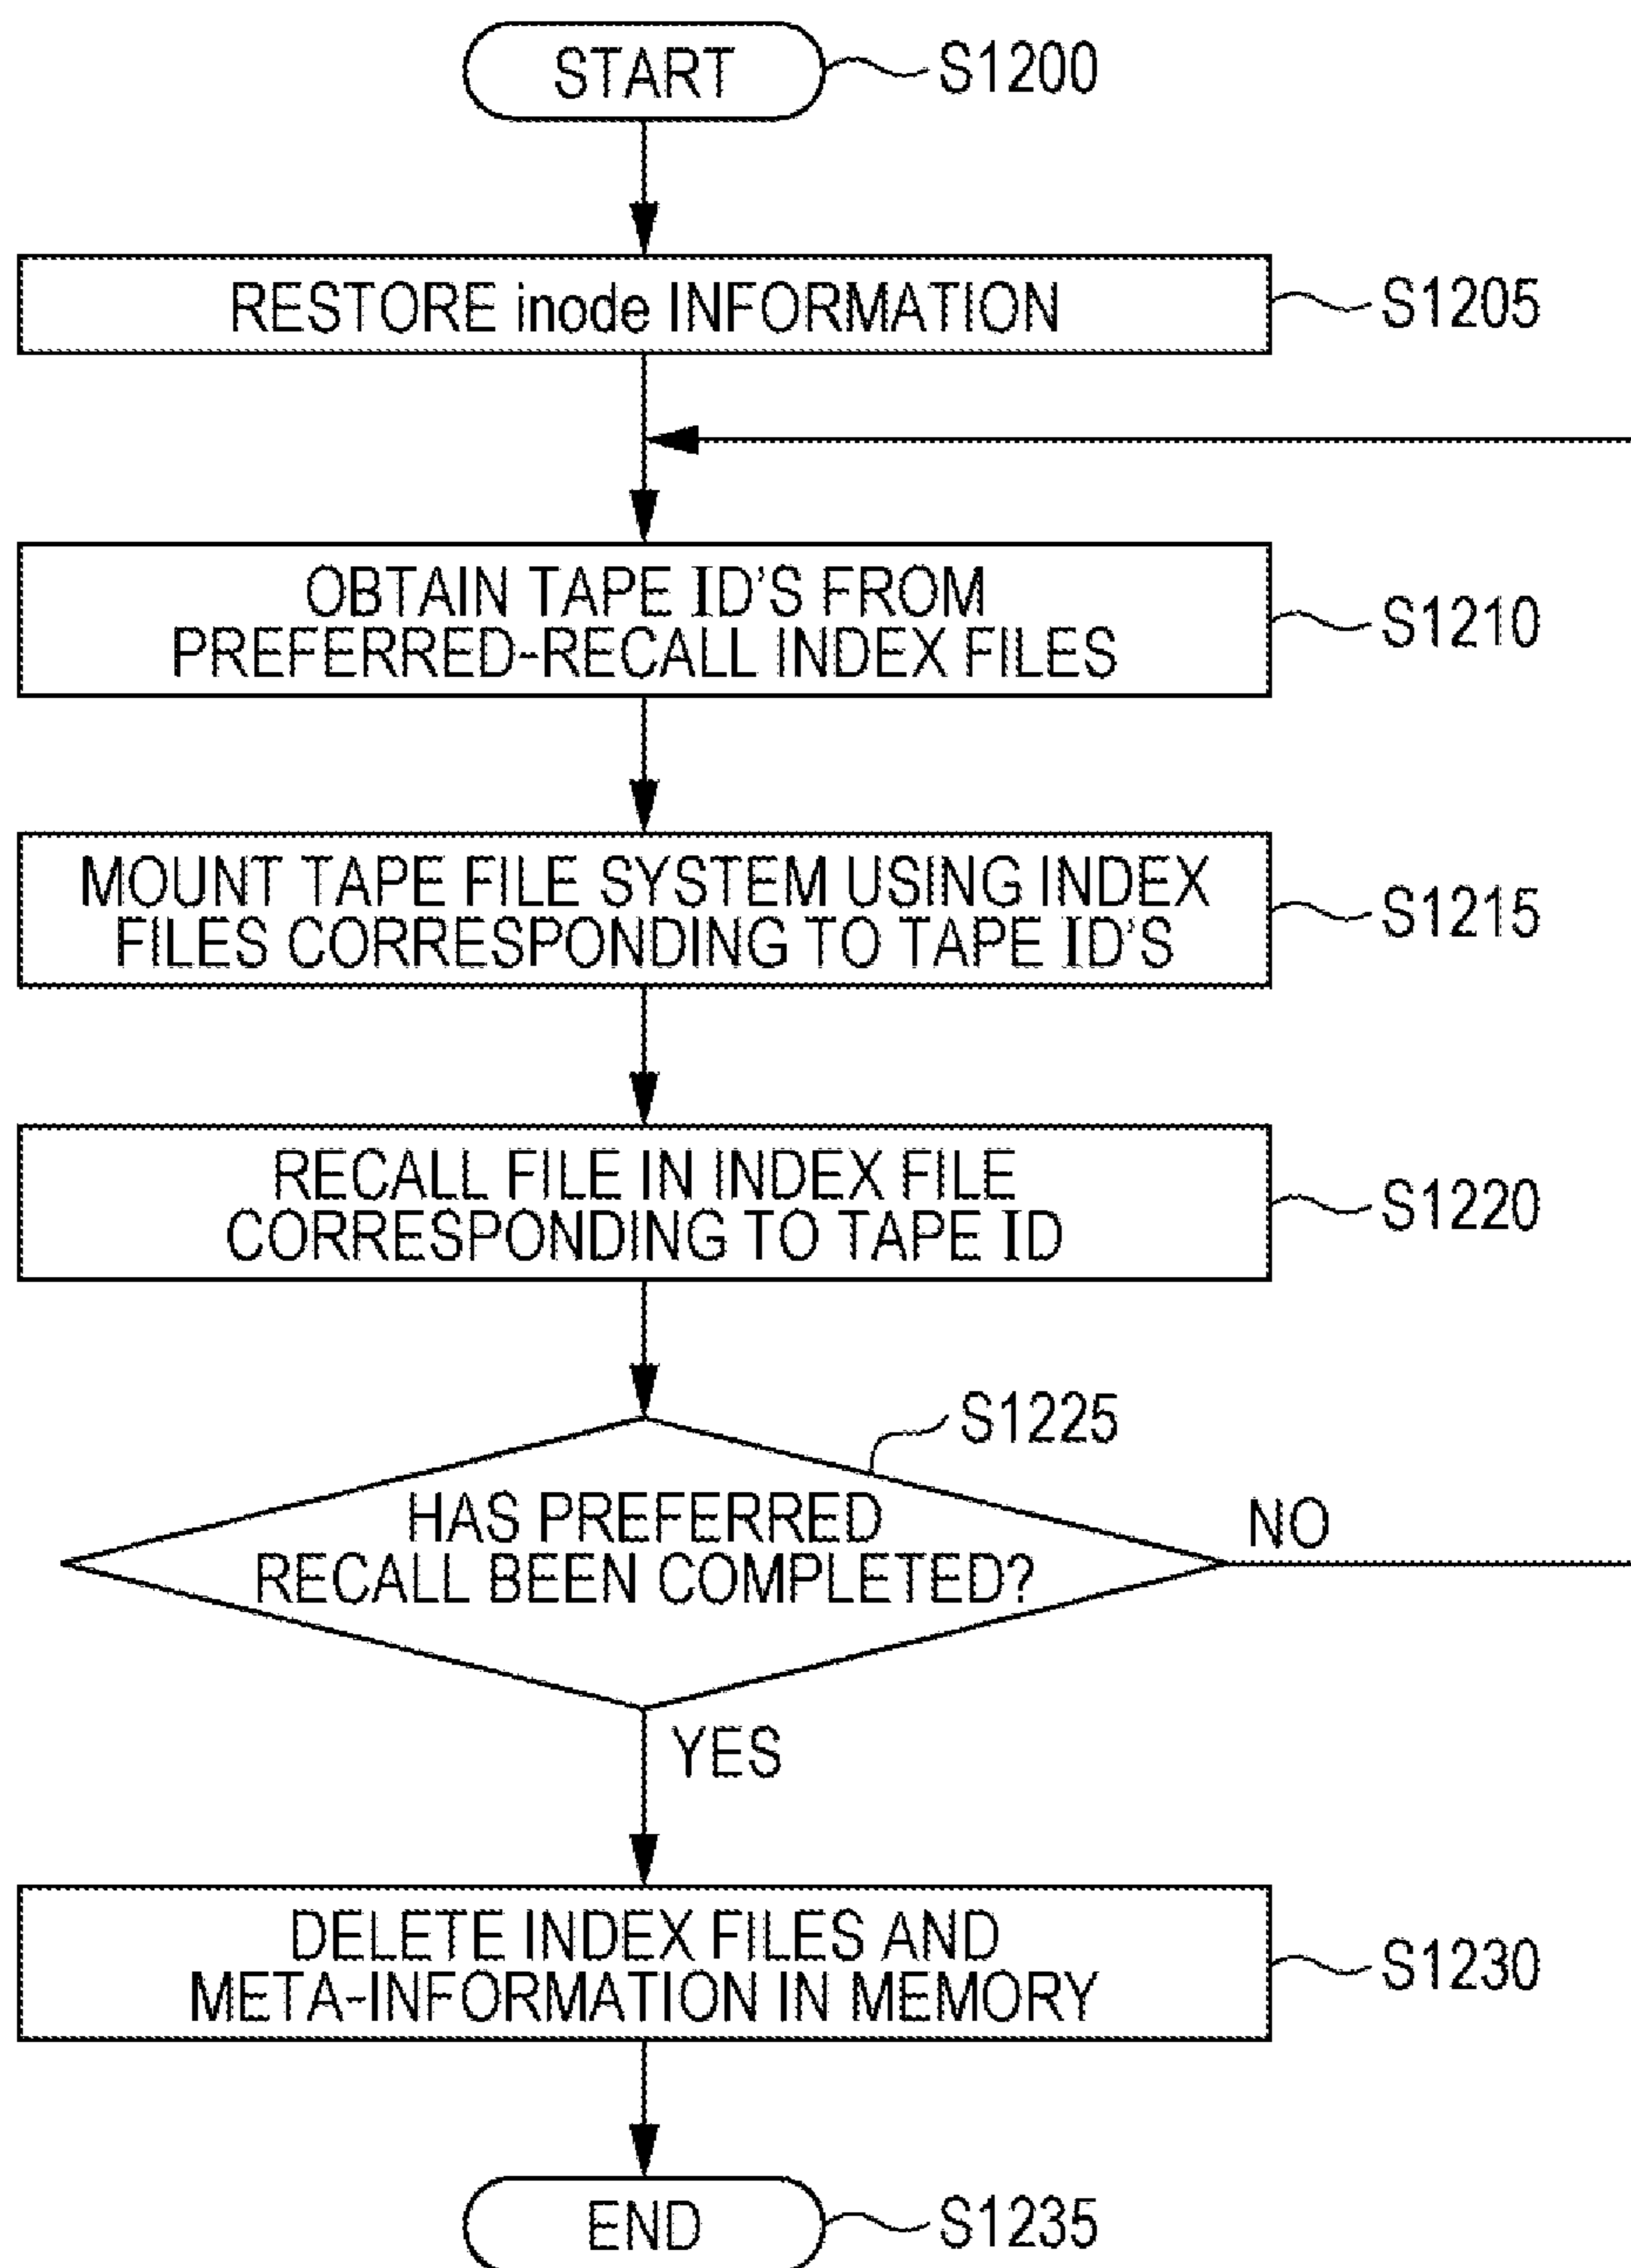 START
S1200
RESTORE inode INFORMATION
S1205
OBTAIN TAPE ID'S FROM
PREFERRED-RECALL INDEX FILES
S1210
MOUNT TAPE FILE SYSTEM USING INDEX
FILES CORRESPONDING TO TAPE ID'S
S1215
RECALL FILE IN INDEX FILE
CORRESPONDING TO TAPE ID
S1220
S1225
HAS PREFERRED
RECALL BEEN COMPLETED?
NO
YES
DELETE INDEX FILES AND
META-INFORMATION IN MEMORY
S1230
END
S1235